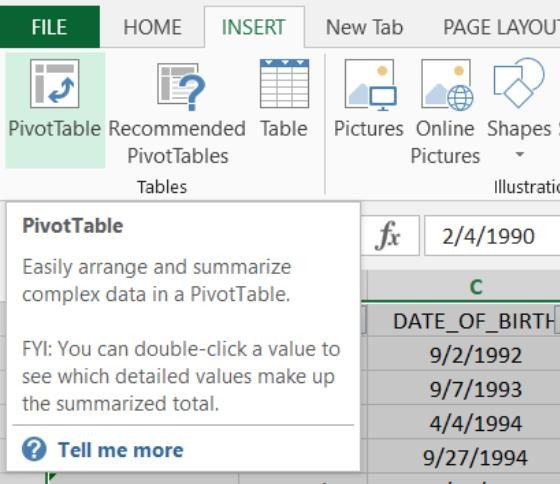 FILE HOME INSERT New Tab PAGE LAYOU
PivotTable Recommended PivotTables Table Pictures Online Pictures Shapes
Tables Illustratio
PivotTable
Easily arrange and summarize
complex data in a PivotTable.
FYI: You can double-click a value to
see which detailed values make up
the summarized total.
? Tell me more
fx 2/4/1990
C
DATE_OF_BIRTH
9/2/1992
9/7/1993
4/4/1994
9/27/1994